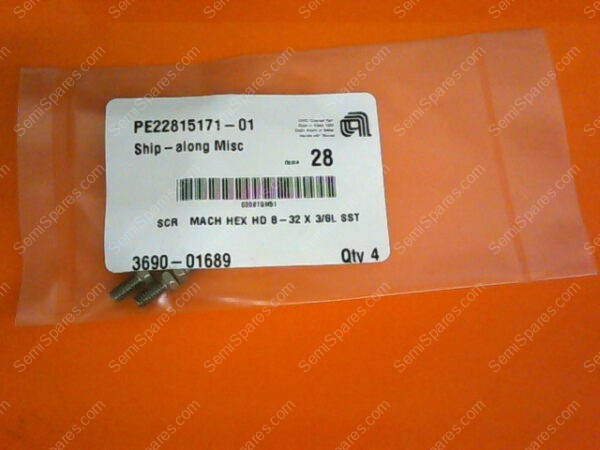 PE22815171-01
Ship-along Misc
28
SCR MACH HEX HD 8-32 X 3/8L SST
3690-01689
Qty 4
SemiSpares.com